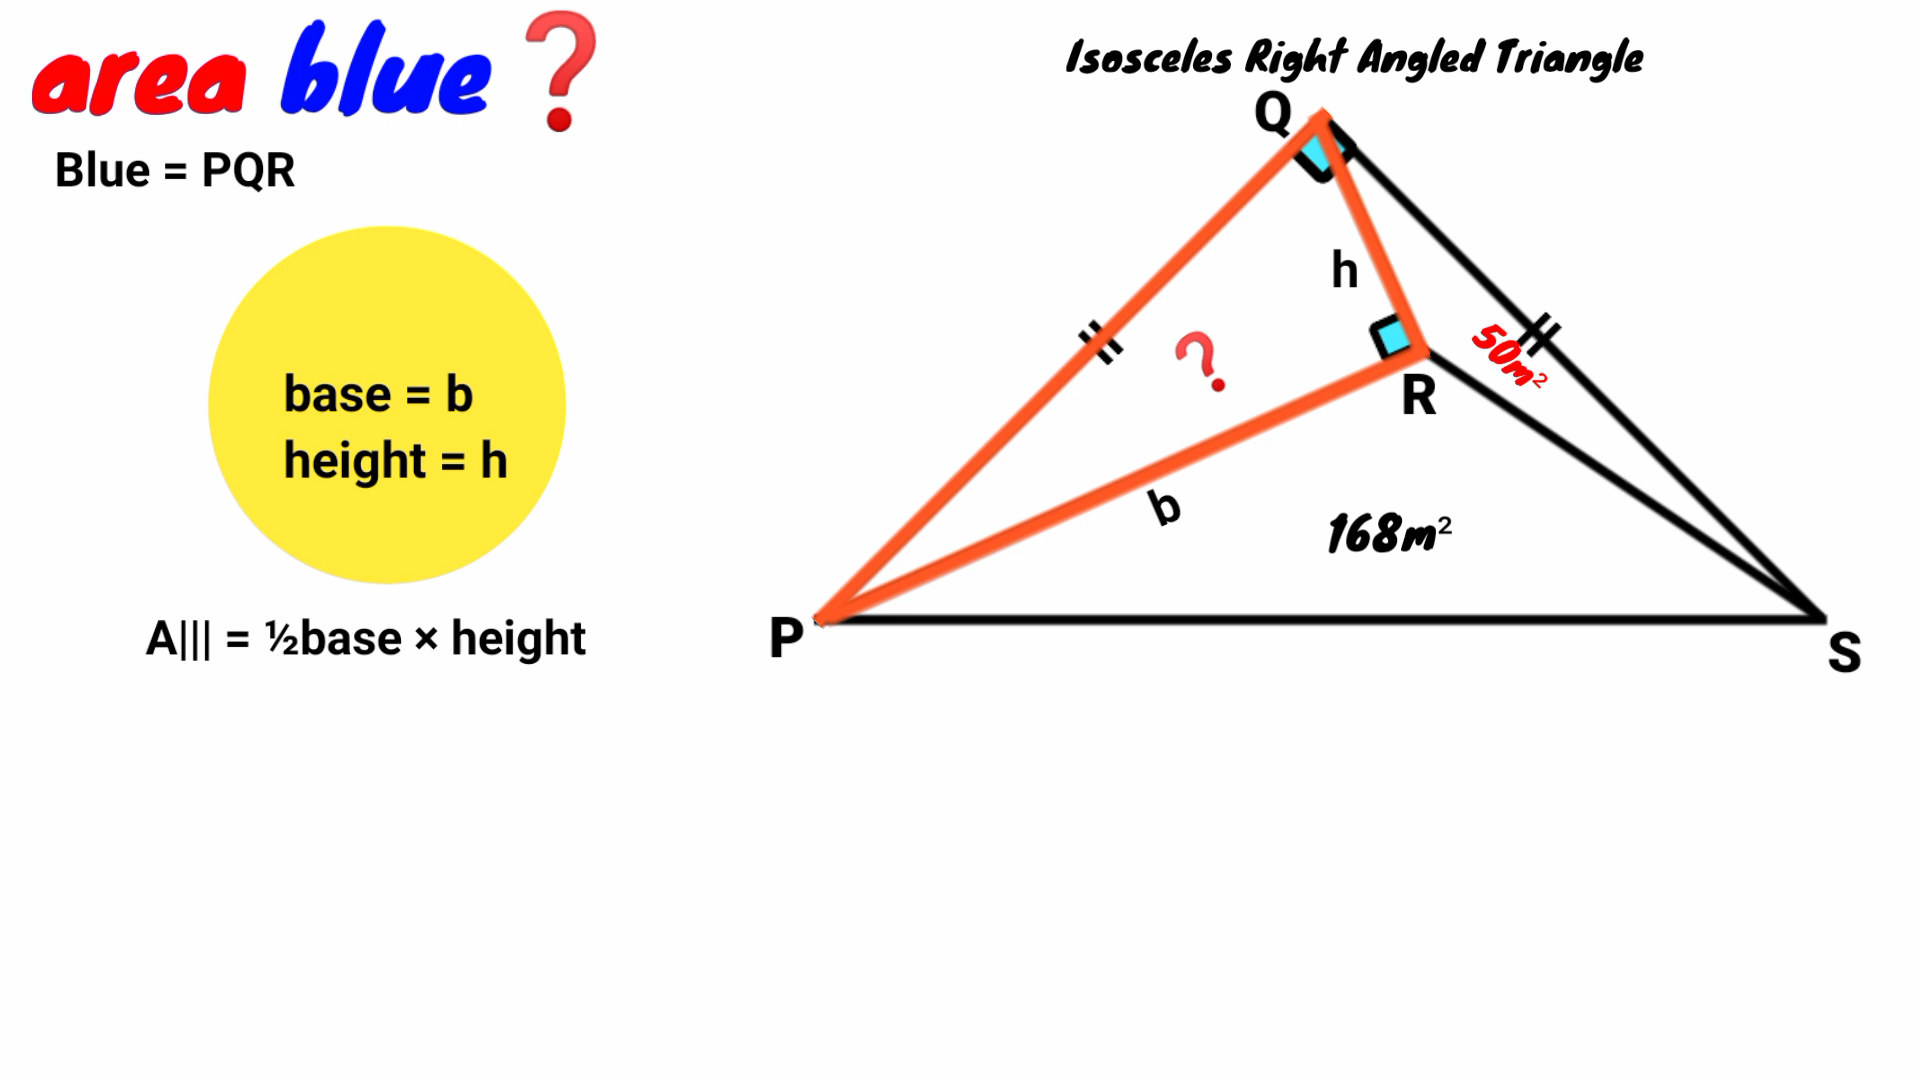 area blue❓
Blue = PQR
base = b
height = h
A||| = ½base × height
Isosceles Right Angled Triangle
Q
h
❓
50m²
R
b
168m²
P
S